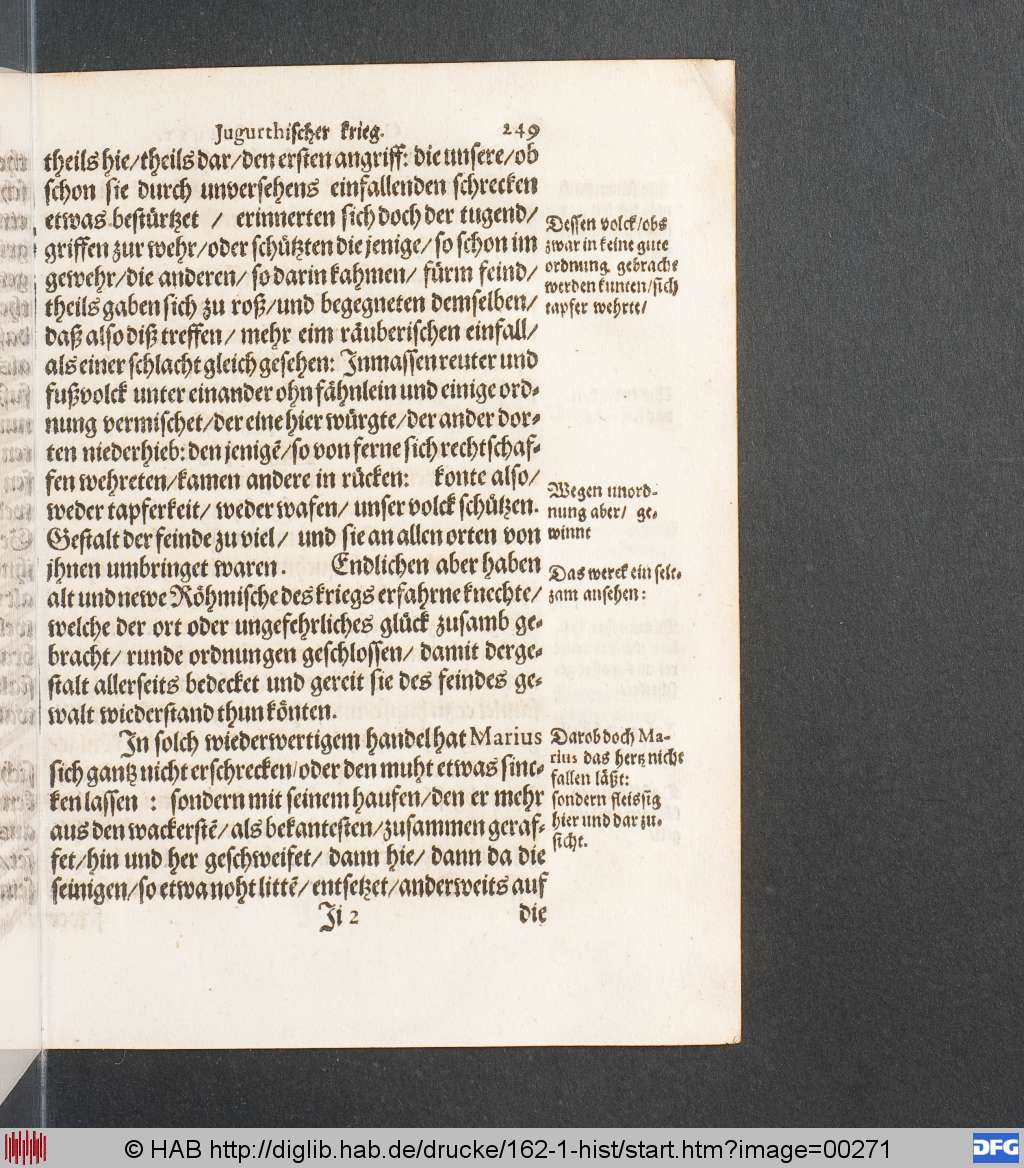 Jugurthischer krieg. 249
theils hie/theils dar/den ersten angriff: die unsere/ob
schon sie durch unversehens einfallenden schrecken
etwas bestürtzet / erinnerten sich doch der tugend/
griffen zur wehr/oder schützten die jenige/so schon im
gewehr/die anderen/ so darin kahmen/ fürm feind/
theils gaben sich zu roß/und begegneten demselben/
daß also diß treffen/ mehr eim räuberischen einfall/
als einer schlacht gleich gesehen: Inmassen reuter und
fußvolck unter einander ohn fähnlein und einige ord-
nung vermischet/der eine hier würgte/der ander dor-
ten niederhieb: den jenigē/so von ferne sich rechtschaf-
fen wehreten/kamen andere in rücken: konte also/
weder tapferkeit/ weder wafen/ unser volck schützen.
Gestalt der feinde zu viel/ und sie an allen orten von
jhnen umbringet waren. Endlichen aber haben
alt und newe Röhmische des kriegs erfahrne knechte/
welche der ort oder ungefehrliches glück zusamb ge-
bracht/ runde ordnungen geschlossen/ damit derge-
stalt allerseits bedecket und gereit sie des feindes ge-
walt wiederstand thun könten.
In solch wiederwertigem handel hat Marius
sich gantz nicht erschrecken/oder den muht etwas sinc-
ken lassen : sondern mit seinem haufen/den er mehr
aus den wackerstē/als bekantesten/zusammen geraf-
fet/hin und her geschweifet/ dann hie/ dann da die
seinigen/so etwa noht littē/entsetzet/anderweits auf
Ji 2 die
Dessen volck/obs
zwar in keine gute
ordnung gebracht
werden kunten/sich
tapfer wehrte/
Wegen unord-
nung aber/ ge-
winnt
Das werck ein selt-
zam ansehen:
Darob doch Ma-
rius das hertz nicht
fallen läßt:
sondern fleissig
hier und dar zu-
sicht.
© HAB http://diglib.hab.de/drucke/162-1-hist/start.htm?image=00271
DFG